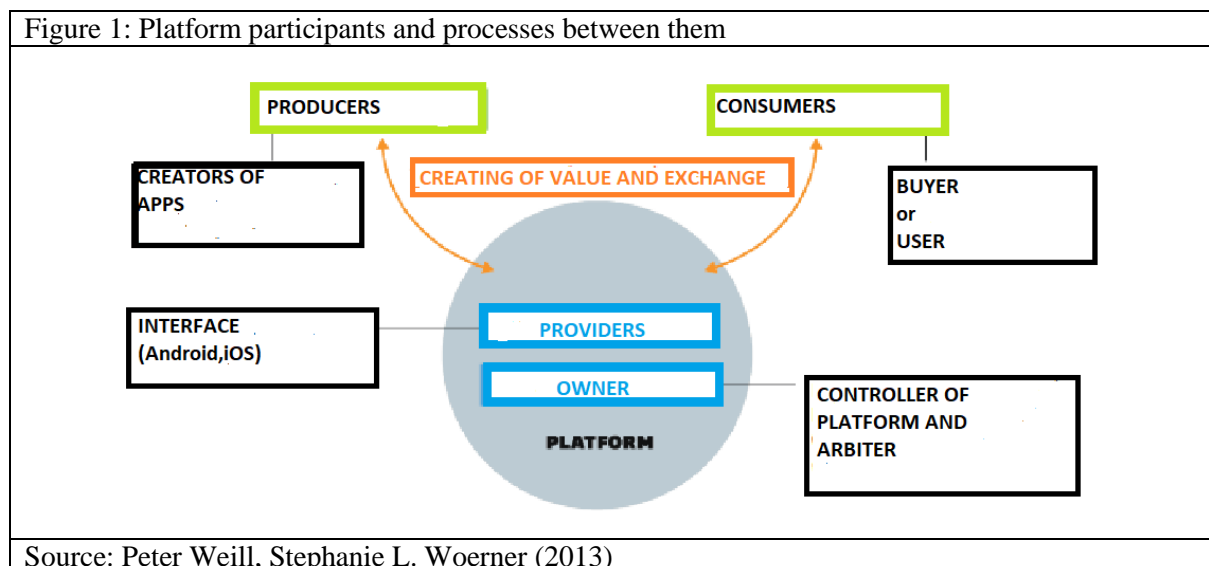 Figure 1: Platform participants and processes between them
PRODUCERS
CONSUMERS
CREATING OF VALUE AND EXCHANGE
CREATORS OF
APPS
BUYER
or
USER
INTERFACE
(Android,iOS)
PROVIDERS
OWNER
CONTROLLER OF
PLATFORM AND
ARBITER
PLATFORM
Source: Peter Weill, Stephanie L. Woerner (2013)